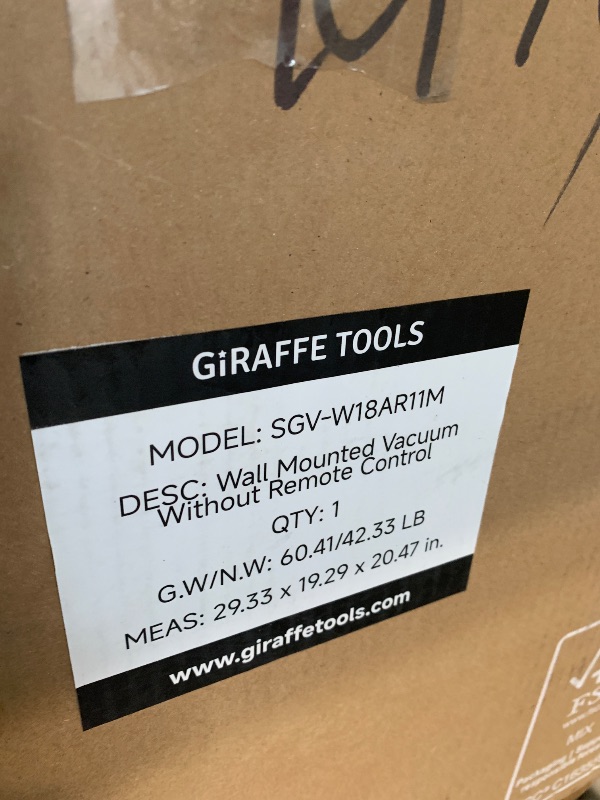 GiRAFFE TOOLS
MODEL: SGV-W18AR11M
DESC: Wall Mounted Vacuum
Without Remote Control
QTY: 1
G.W/N.W: 60.41/42.33 LB
MEAS: 29.33 x 19.29 x 20.47 in.
www.giraffetools.com
MIX